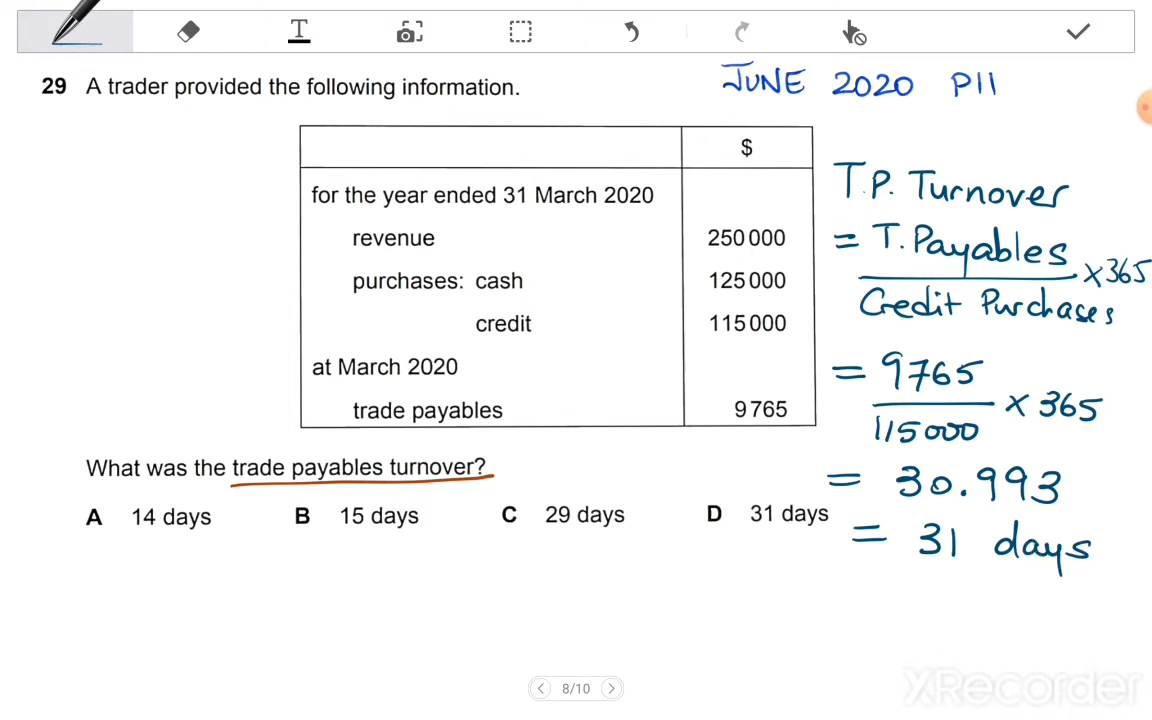 T
29 A trader provided the following information.
JUNE 2020 P11
$
for the year ended 31 March 2020
revenue 250 000
purchases: cash 125 000
credit 115 000
at March 2020
trade payables 9 765
What was the trade payables turnover?
A 14 days B 15 days C 29 days D 31 days
T.P. Turnover
= T. Payables × 365
Credit Purchases
= 9765 × 365
115000
= 30.993
= 31 days
8/10
XRecorder